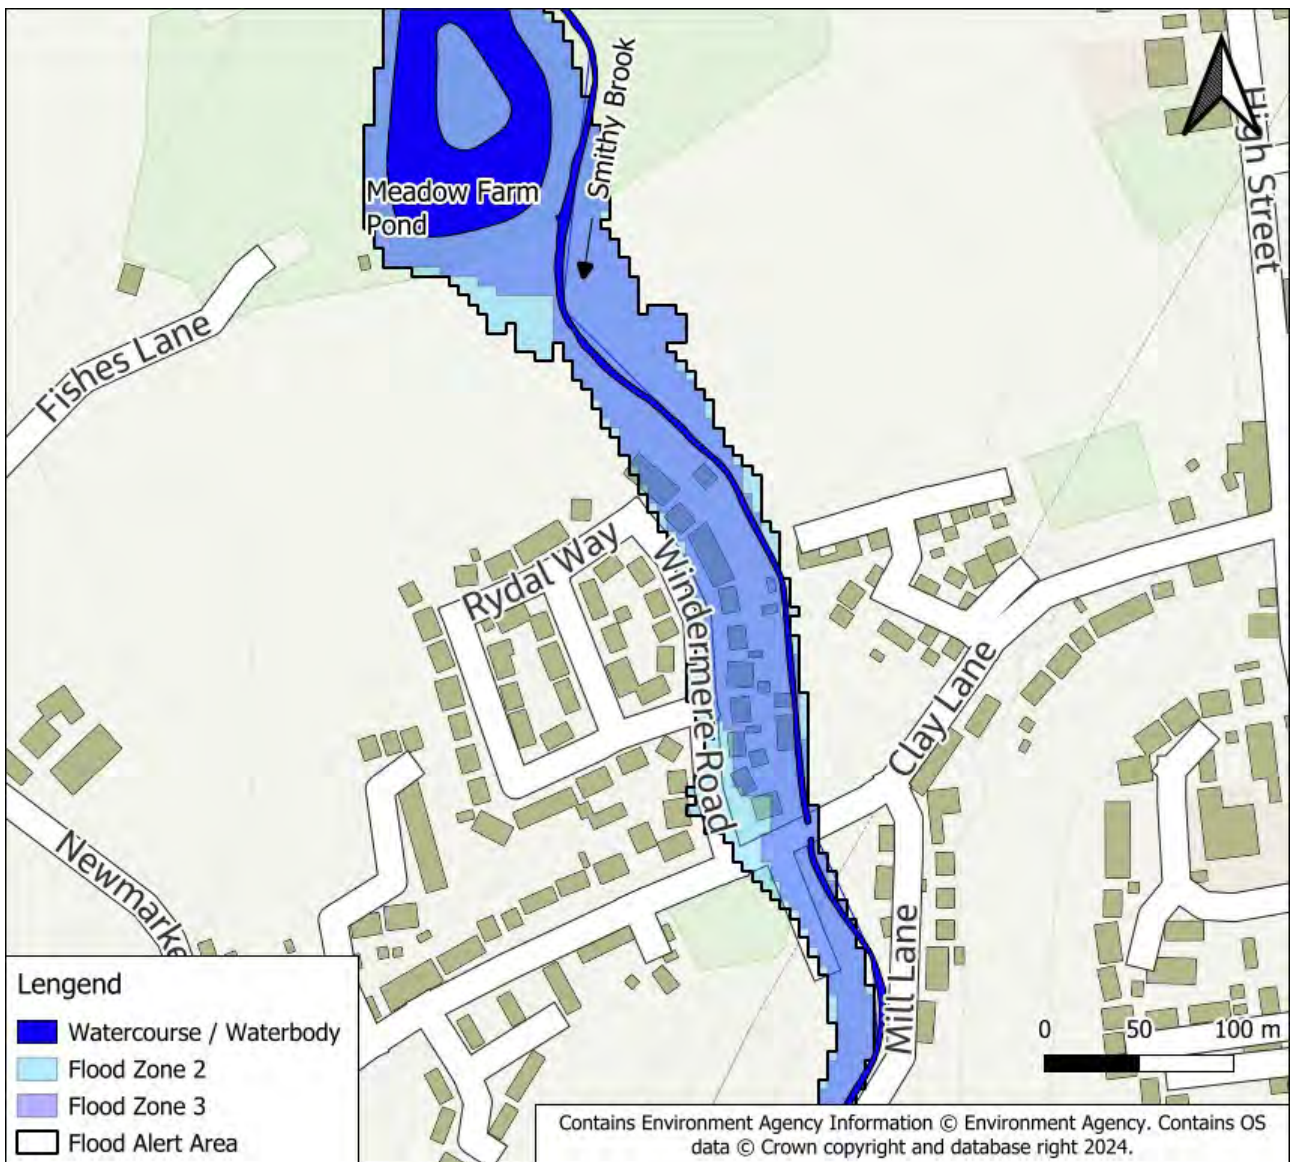 Smithy Brook
High Street
Meadow Farm
Pond
Fishes Lane
Rydal Way
Windermere Road
Clay Lane
Newmarke
Mill Lane
0 50 100 m
Lengend
Watercourse / Waterbody
Flood Zone 2
Flood Zone 3
Flood Alert Area
Contains Environment Agency Information © Environment Agency. Contains OS
data © Crown copyright and database right 2024.